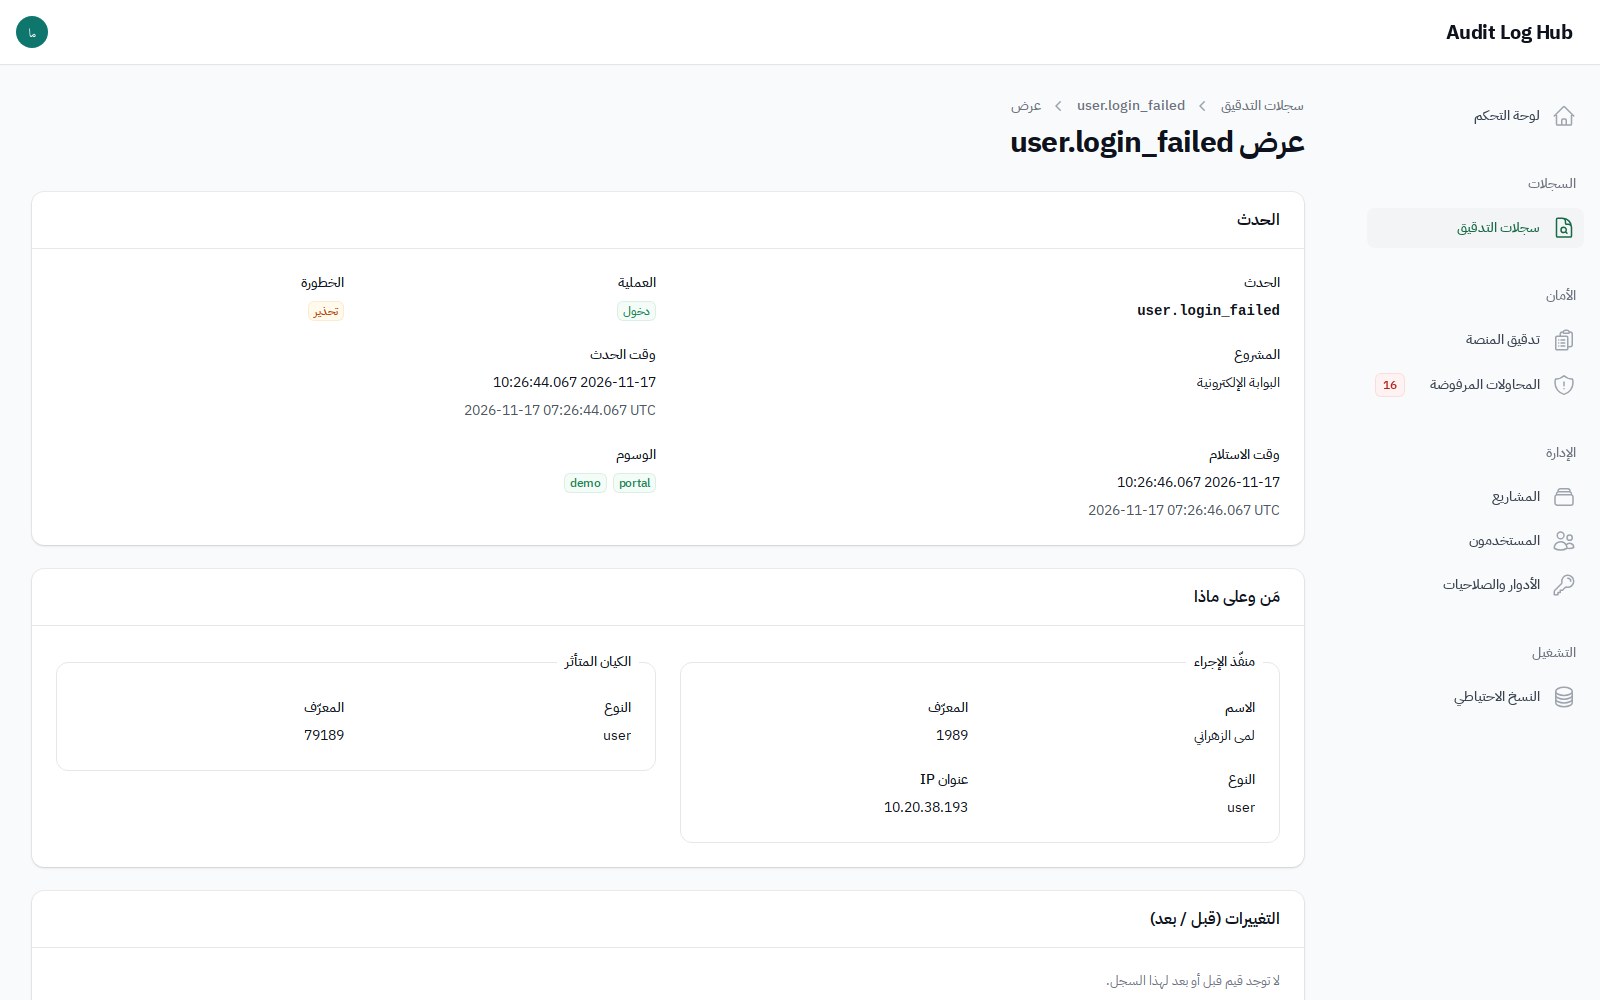 Audit Log Hub
ما
لوحة التحكم
السجلات
سجلات التدقيق
الأمان
تدقيق المنصة
المحاولات المرفوضة 16
الإدارة
المشاريع
المستخدمون
الأدوار والصلاحيات
التشغيل
النسخ الاحتياطي
سجلات التدقيق user.login_failed عرض
عرض user.login_failed
الحدث
الحدث
user.login_failed
العملية
دخول
الخطورة
تحذير
المشروع
البوابة الإلكترونية
وقت الحدث
10:26:44.067 2026-11-17
2026-11-17 07:26:44.067 UTC
وقت الاستلام
10:26:46.067 2026-11-17
2026-11-17 07:26:46.067 UTC
الوسوم
portal demo
مَن وعلى ماذا
منفّذ الإجراء
الاسم
لمى الزهراني
المعرّف
1989
النوع
user
عنوان IP
10.20.38.193
الكيان المتأثر
النوع
user
المعرّف
79189
التغييرات (قبل / بعد)
لا توجد قيم قبل أو بعد لهذا السجل.